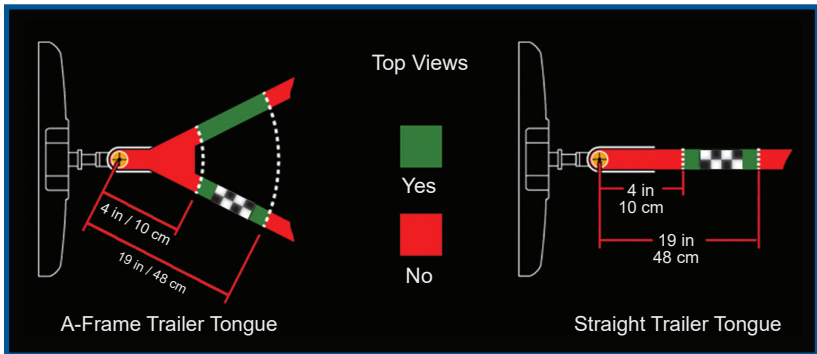 Top Views
Yes
No
4 in / 10 cm
19 in / 48 cm
A-Frame Trailer Tongue
4 in
10 cm
19 in
48 cm
Straight Trailer Tongue